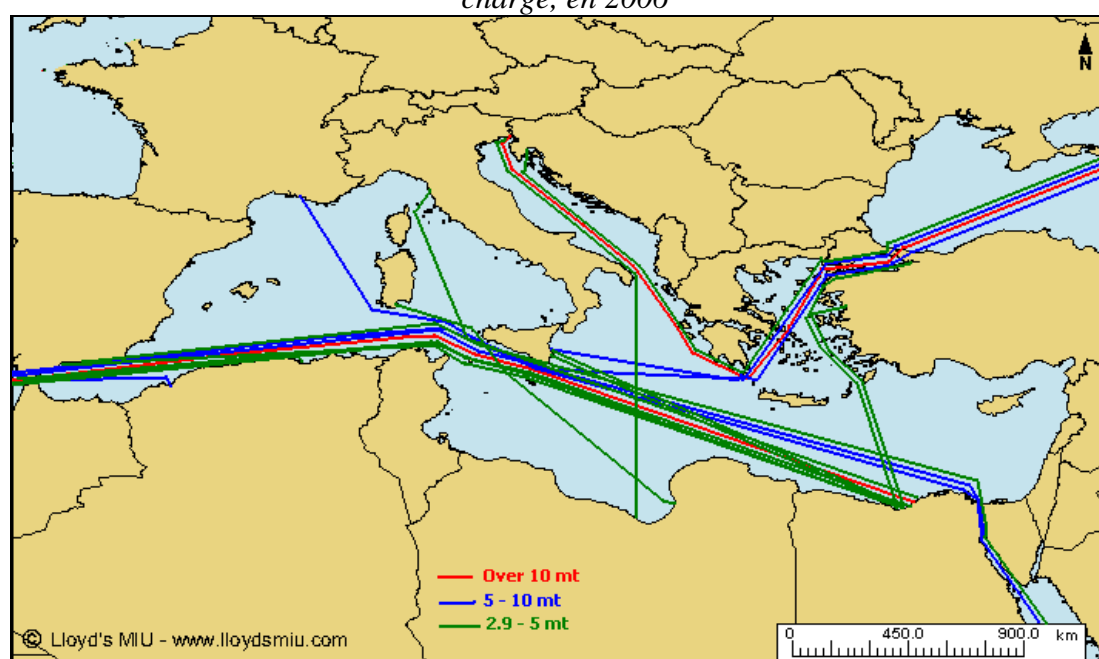 charge, en 2006
N
Over 10 mt
5 - 10 mt
2.9 - 5 mt
© Lloyd's MIU - www.lloydsmiu.com
0 450.0 900.0 km